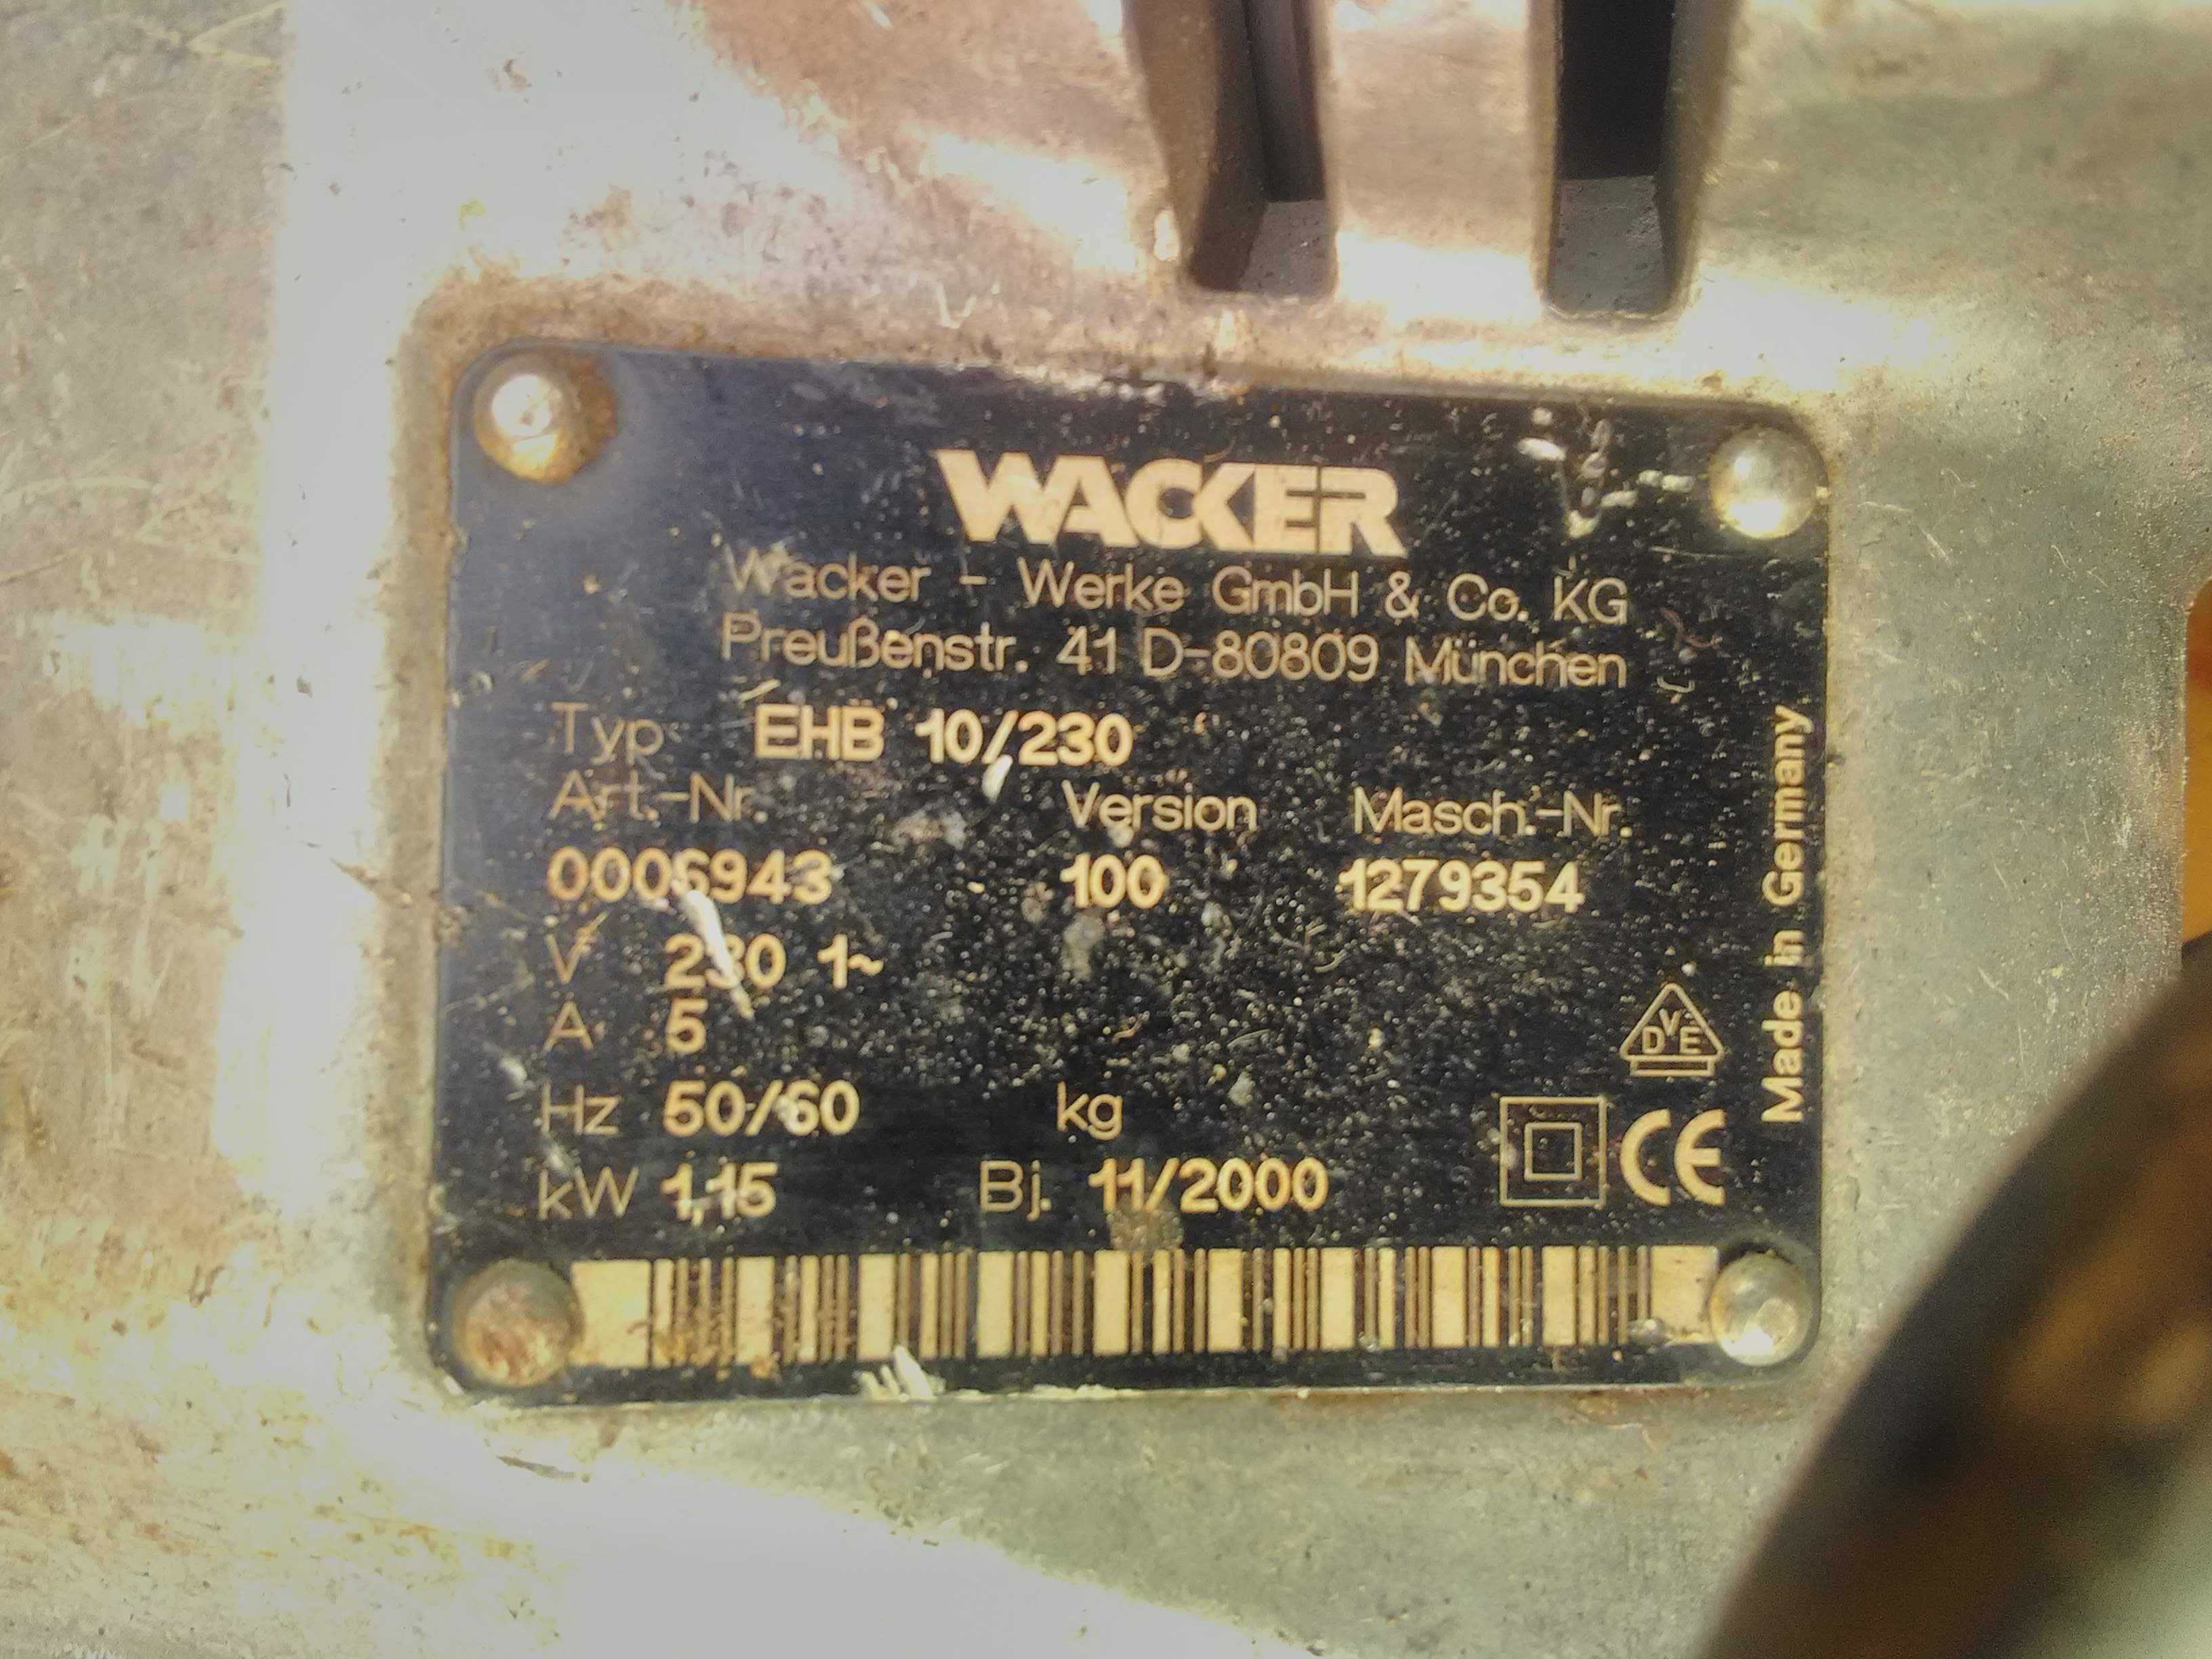 WACKER
Wacker - Werke GmbH & Co. KG
Preußenstr. 41 D-80809 München
Typ EHB 10/230
Art.-Nr. Version Masch.-Nr.
0006943 100 1279354
V 230 1~
A 5
Hz 50/60 kg
kW 1,15 Bj. 11/2000
DVE
CE
Made in Germany